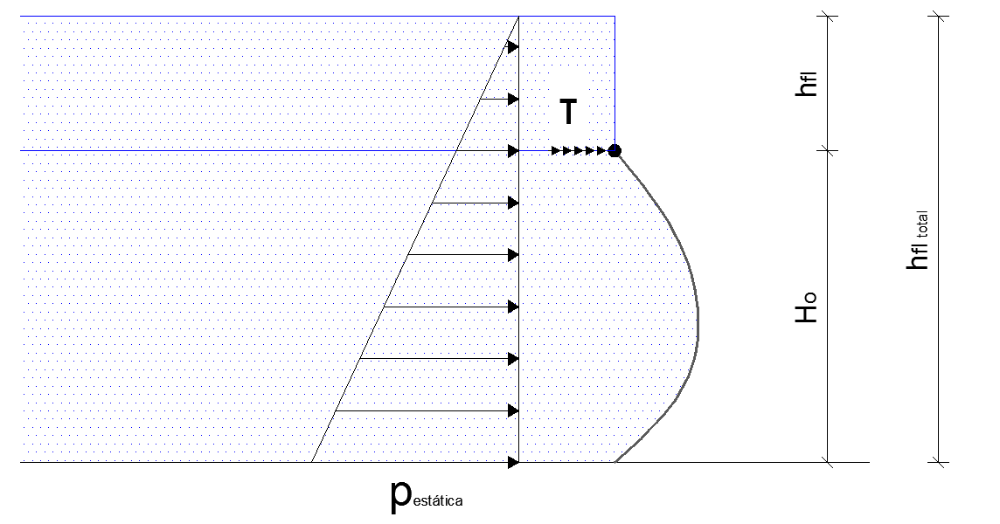 T
hfl
Ho
hfl total
pestática